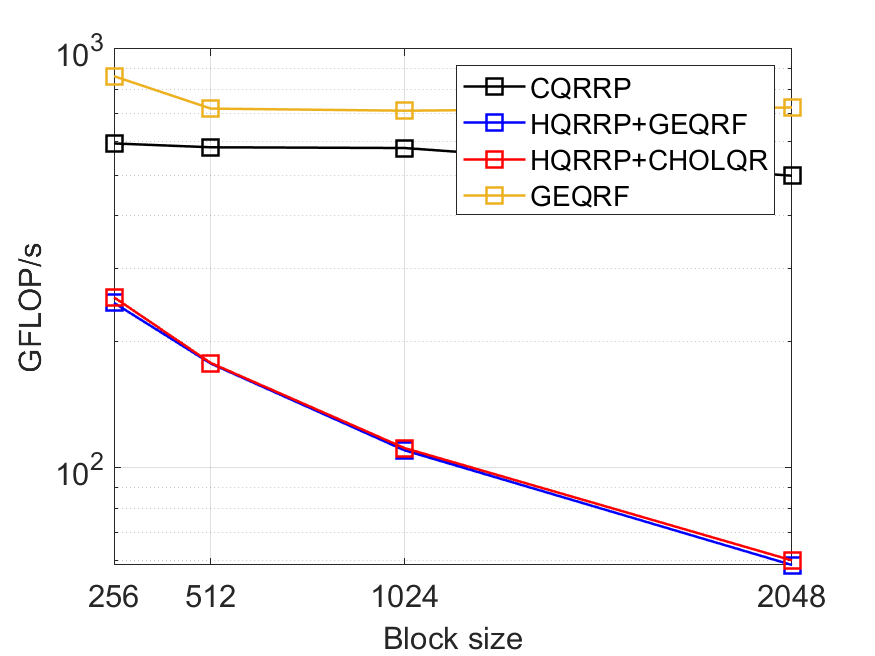 10^3
CQRRP
HQRRP+GEQRF
HQRRP+CHOLQR
GEQRF
GFLOP/s
10^2
256 512 1024 2048
Block size